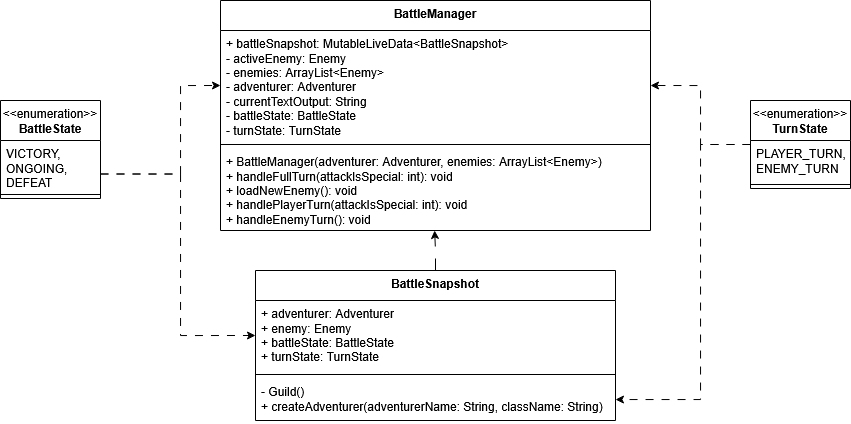 BattleManager
+ battleSnapshot: MutableLiveData<BattleSnapshot>
- activeEnemy: Enemy
- enemies: ArrayList<Enemy>
- adventurer: Adventurer
- currentTextOutput: String
- battleState: BattleState
- turnState: TurnState
+ BattleManager(adventurer: Adventurer, enemies: ArrayList<Enemy>)
+ handleFullTurn(attackIsSpecial: int): void
+ loadNewEnemy(): void
+ handlePlayerTurn(attackIsSpecial: int): void
+ handleEnemyTurn(): void
<<enumeration>>
BattleState
VICTORY,
ONGOING,
DEFEAT
<<enumeration>>
TurnState
PLAYER_TURN,
ENEMY_TURN
BattleSnapshot
+ adventurer: Adventurer
+ enemy: Enemy
+ battleState: BattleState
+ turnState: TurnState
- Guild()
+ createAdventurer(adventurerName: String, className: String)